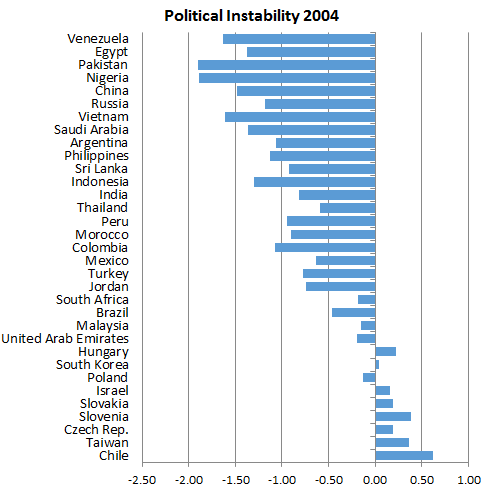 Political Instability 2004
Venezuela
Egypt
Pakistan
Nigeria
China
Russia
Vietnam
Saudi Arabia
Argentina
Philippines
Sri Lanka
Indonesia
India
Thailand
Peru
Morocco
Colombia
Mexico
Turkey
Jordan
South Africa
Brazil
Malaysia
United Arab Emirates
Hungary
South Korea
Poland
Israel
Slovakia
Slovenia
Czech Rep.
Taiwan
Chile
-2.50 -2.00 -1.50 -1.00 -0.50 0.00 0.50 1.00